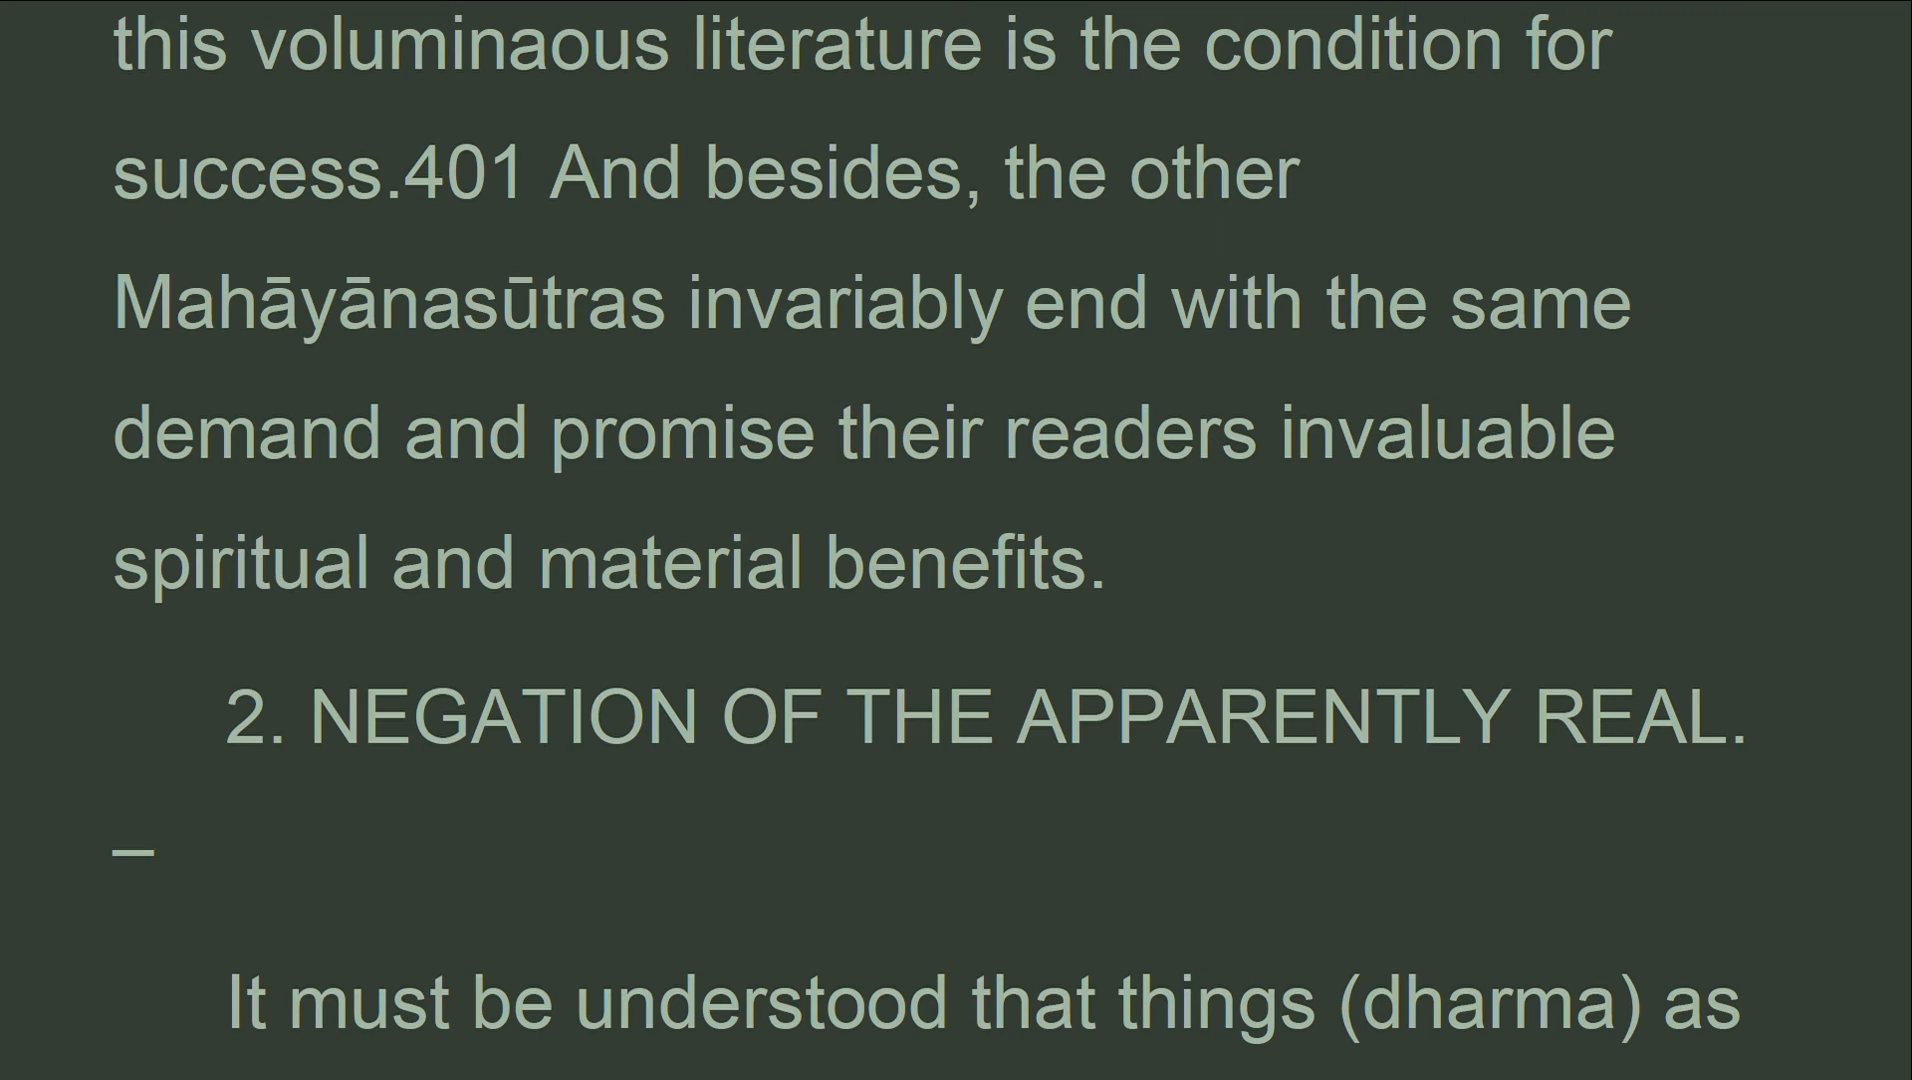 this voluminaous literature is the condition for
success.401 And besides, the other
Mahāyānasūtras invariably end with the same
demand and promise their readers invaluable
spiritual and material benefits.
2. NEGATION OF THE APPARENTLY REAL.
–
It must be understood that things (dharma) as